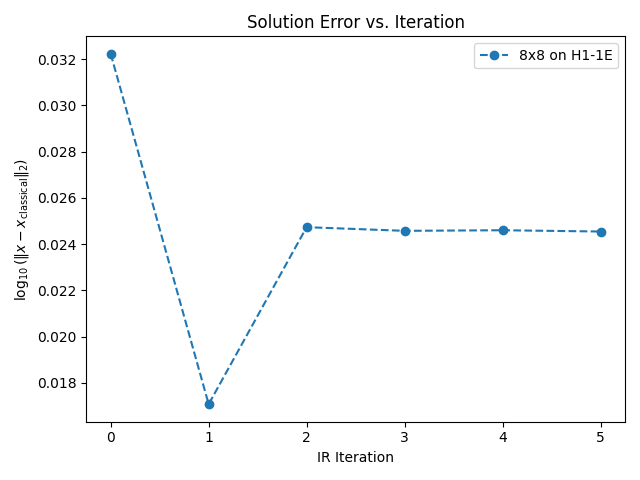 Solution Error vs. Iteration
8x8 on H1-1E
log₁₀ (‖x − x_classical‖₂)
0.032
0.030
0.028
0.026
0.024
0.022
0.020
0.018
0 1 2 3 4 5
IR Iteration